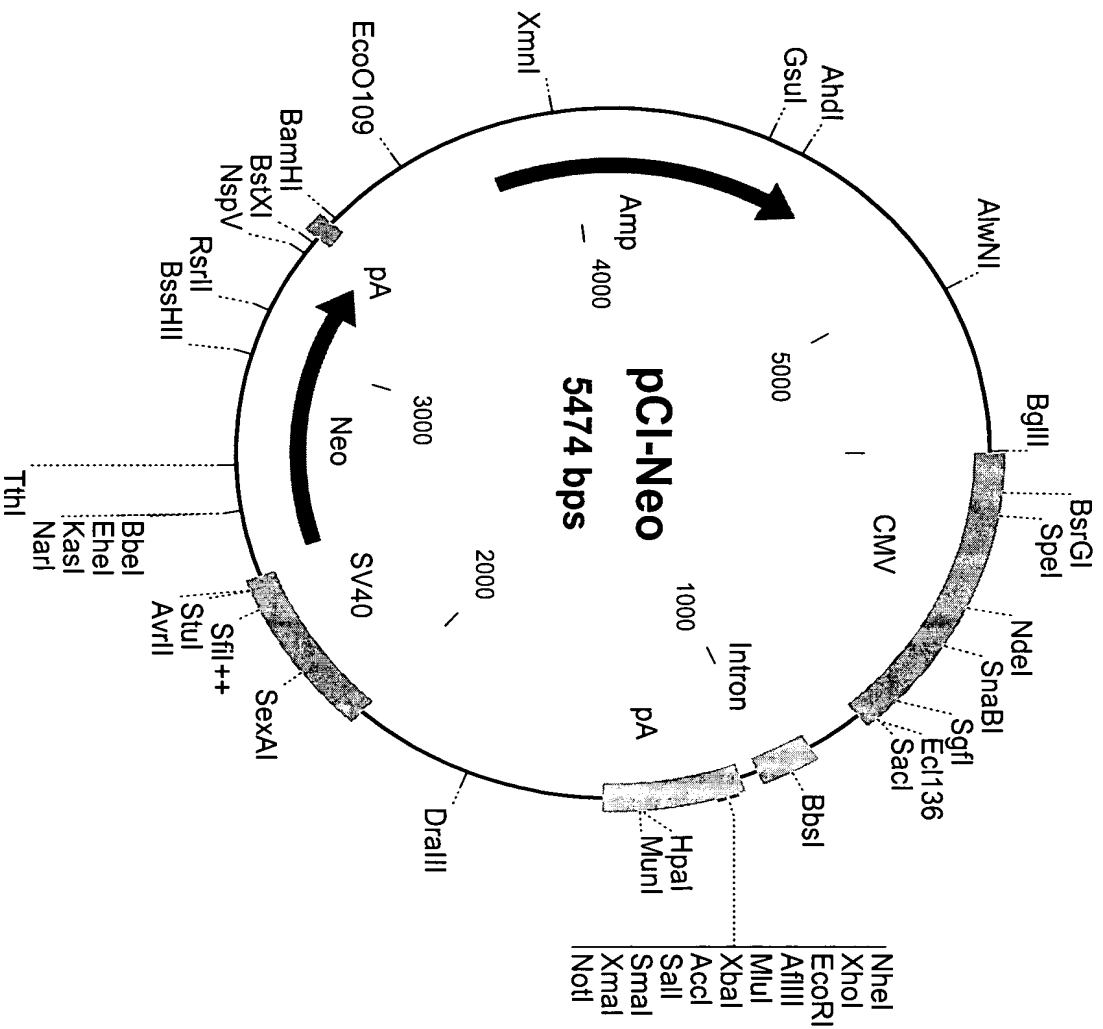 pCI-Neo
5474 bps
BglII
BsrGI
SpeI
CMV
NdeI
SnaBI
SgfI
Ecl136
SacI
1000
Intron
BbsI
NheI
XhoI
EcoRI
AflIII
MluI
XbaI
AccI
SalI
SmaI
XmaI
NotI
pA
HpaI
MunI
DraIII
2000
SexAI
SV40
SfiI++
StuI
AvrII
BbeI
EheI
KasI
NarI
TthI
Neo
3000
BssHII
RsrII
pA
NspV
BstXI
BamHI
EcoO109
XmnI
4000
Amp
GsuI
AhdI
5000
AlwNI